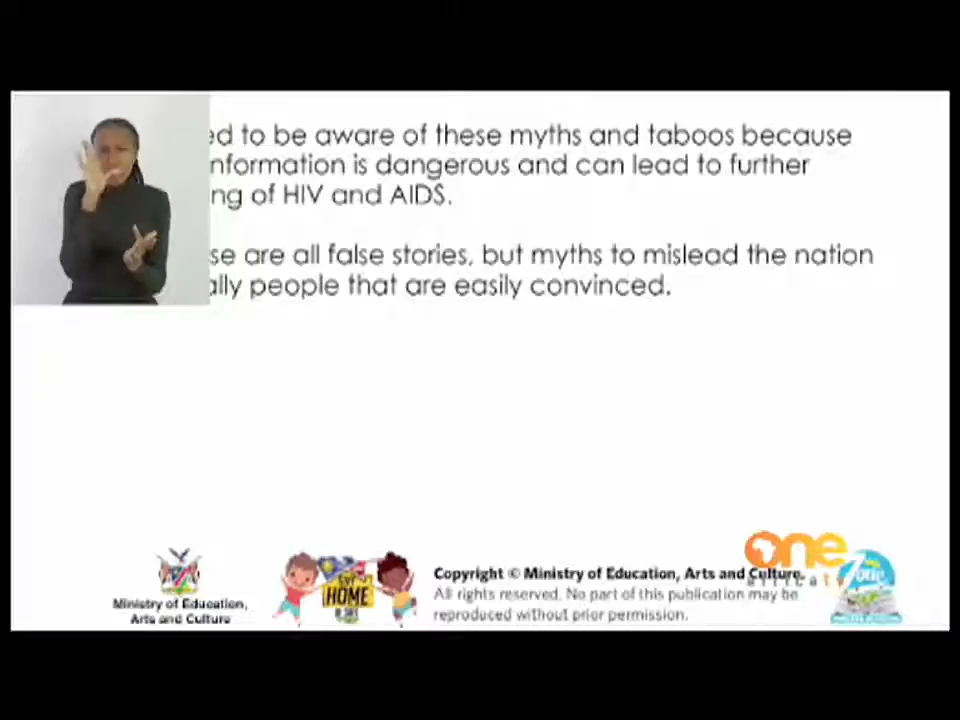 ed to be aware of these myths and taboos because
nformation is dangerous and can lead to further
ng of HIV and AIDS.
se are all false stories, but myths to mislead the nation
ally people that are easily convinced.
Ministry of Education,
Arts and Culture
HOME
Copyright © Ministry of Education, Arts and Culture.
All rights reserved. No part of this publication may be
reproduced without prior permission.
one